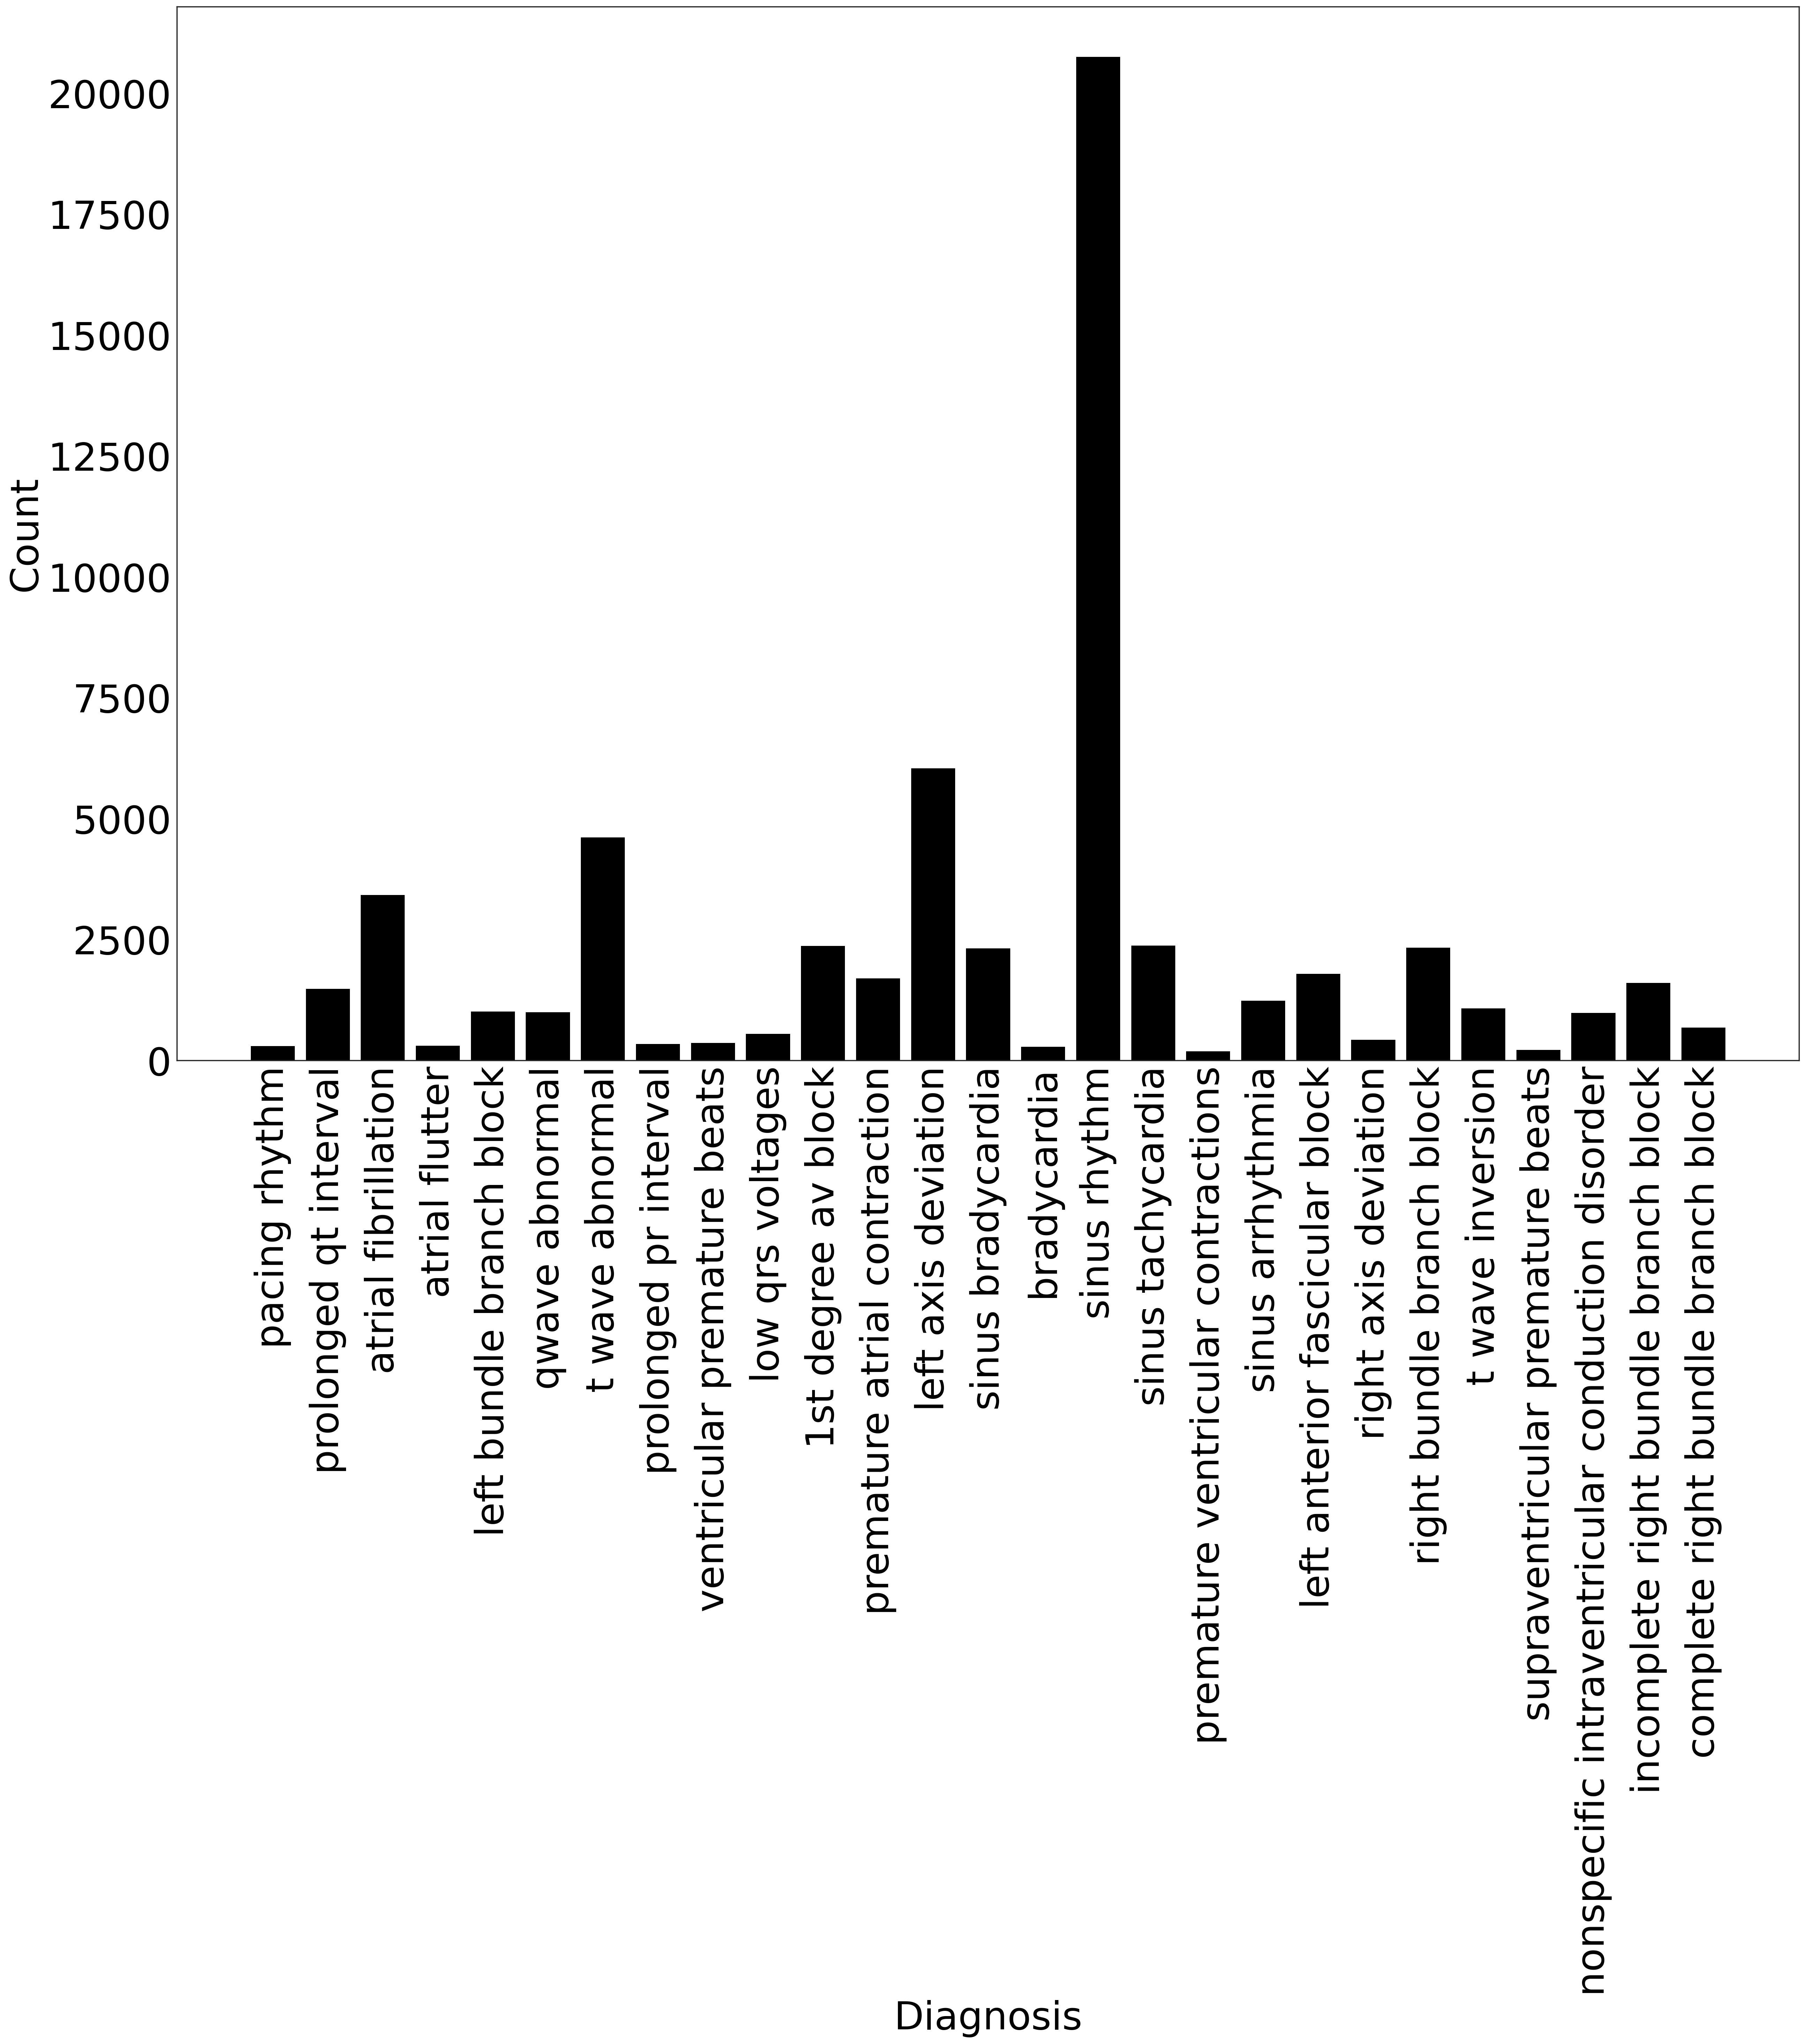 20000
17500
15000
12500
10000
7500
5000
2500
0
Count
pacing rhythm
prolonged qt interval
atrial fibrillation
atrial flutter
left bundle branch block
qwave abnormal
t wave abnormal
prolonged pr interval
ventricular premature beats
low qrs voltages
1st degree av block
premature atrial contraction
left axis deviation
sinus bradycardia
bradycardia
sinus rhythm
sinus tachycardia
premature ventricular contractions
sinus arrhythmia
left anterior fascicular block
right axis deviation
right bundle branch block
t wave inversion
supraventricular premature beats
nonspecific intraventricular conduction disorder
incomplete right bundle branch block
complete right bundle branch block
Diagnosis